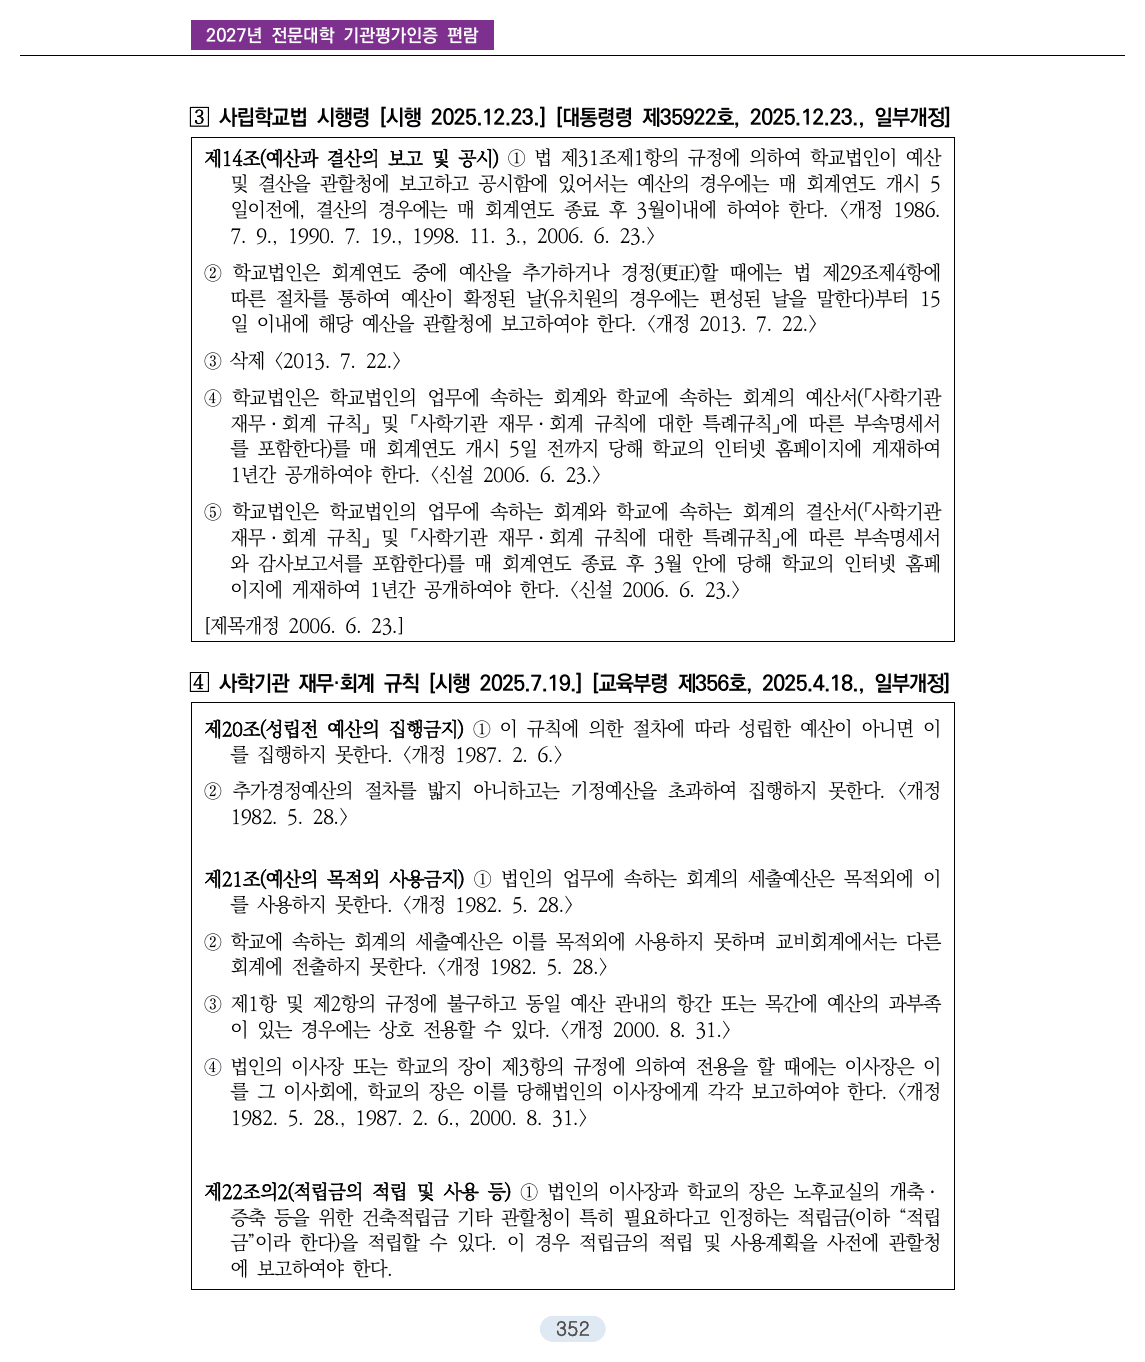 2027년 전문대학 기관평가인증 편람
3 사립학교법 시행령 [시행 2025.12.23.] [대통령령 제35922호, 2025.12.23., 일부개정]
제14조(예산과 결산의 보고 및 공시) ① 법 제31조제1항의 규정에 의하여 학교법인이 예산
및 결산을 관할청에 보고하고 공시함에 있어서는 예산의 경우에는 매 회계연도 개시 5
일이전에, 결산의 경우에는 매 회계연도 종료 후 3월이내에 하여야 한다. 〈개정 1986.
7. 9., 1990. 7. 19., 1998. 11. 3., 2006. 6. 23.〉
② 학교법인은 회계연도 중에 예산을 추가하거나 경정(更正)할 때에는 법 제29조제4항에
따른 절차를 통하여 예산이 확정된 날(유치원의 경우에는 편성된 날을 말한다)부터 15
일 이내에 해당 예산을 관할청에 보고하여야 한다. 〈개정 2013. 7. 22.〉
③ 삭제 〈2013. 7. 22.〉
④ 학교법인은 학교법인의 업무에 속하는 회계와 학교에 속하는 회계의 예산서(「사학기관
재무·회계 규칙」 및 「사학기관 재무·회계 규칙에 대한 특례규칙」에 따른 부속명세서
를 포함한다)를 매 회계연도 개시 5일 전까지 당해 학교의 인터넷 홈페이지에 게재하여
1년간 공개하여야 한다. 〈신설 2006. 6. 23.〉
⑤ 학교법인은 학교법인의 업무에 속하는 회계와 학교에 속하는 회계의 결산서(「사학기관
재무·회계 규칙」 및 「사학기관 재무·회계 규칙에 대한 특례규칙」에 따른 부속명세서
와 감사보고서를 포함한다)를 매 회계연도 종료 후 3월 안에 당해 학교의 인터넷 홈페
이지에 게재하여 1년간 공개하여야 한다. 〈신설 2006. 6. 23.〉
[제목개정 2006. 6. 23.]
4 사학기관 재무·회계 규칙 [시행 2025.7.19.] [교육부령 제356호, 2025.4.18., 일부개정]
제20조(성립전 예산의 집행금지) ① 이 규칙에 의한 절차에 따라 성립한 예산이 아니면 이
를 집행하지 못한다. 〈개정 1987. 2. 6.〉
② 추가경정예산의 절차를 밟지 아니하고는 기정예산을 초과하여 집행하지 못한다. 〈개정
1982. 5. 28.〉
제21조(예산의 목적외 사용금지) ① 법인의 업무에 속하는 회계의 세출예산은 목적외에 이
를 사용하지 못한다. 〈개정 1982. 5. 28.〉
② 학교에 속하는 회계의 세출예산은 이를 목적외에 사용하지 못하며 교비회계에서는 다른
회계에 전출하지 못한다. 〈개정 1982. 5. 28.〉
③ 제1항 및 제2항의 규정에 불구하고 동일 예산 관내의 항간 또는 목간에 예산의 과부족
이 있는 경우에는 상호 전용할 수 있다. 〈개정 2000. 8. 31.〉
④ 법인의 이사장 또는 학교의 장이 제3항의 규정에 의하여 전용을 할 때에는 이사장은 이
를 그 이사회에, 학교의 장은 이를 당해법인의 이사장에게 각각 보고하여야 한다. 〈개정
1982. 5. 28., 1987. 2. 6., 2000. 8. 31.〉
제22조의2(적립금의 적립 및 사용 등) ① 법인의 이사장과 학교의 장은 노후교실의 개축·
증축 등을 위한 건축적립금 기타 관할청이 특히 필요하다고 인정하는 적립금(이하 “적립
금”이라 한다)을 적립할 수 있다. 이 경우 적립금의 적립 및 사용계획을 사전에 관할청
에 보고하여야 한다.
352